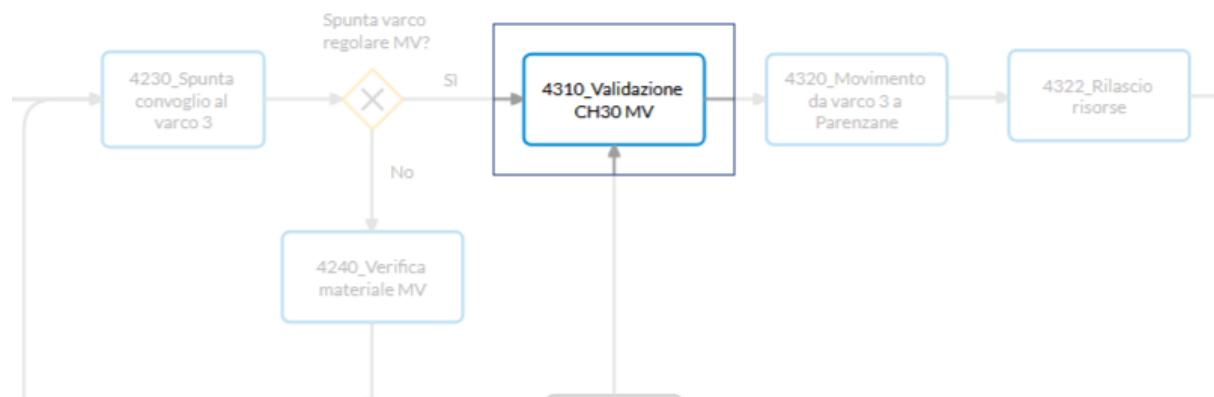 Spunta varco
regolare MV?
4230_Spunta
convoglio al
varco 3
Sì
4310_Validazione
CH30 MV
4320_Movimento
da varco 3 a
Parenzane
4322_Rilascio
risorse
No
4240_Verifica
materiale MV